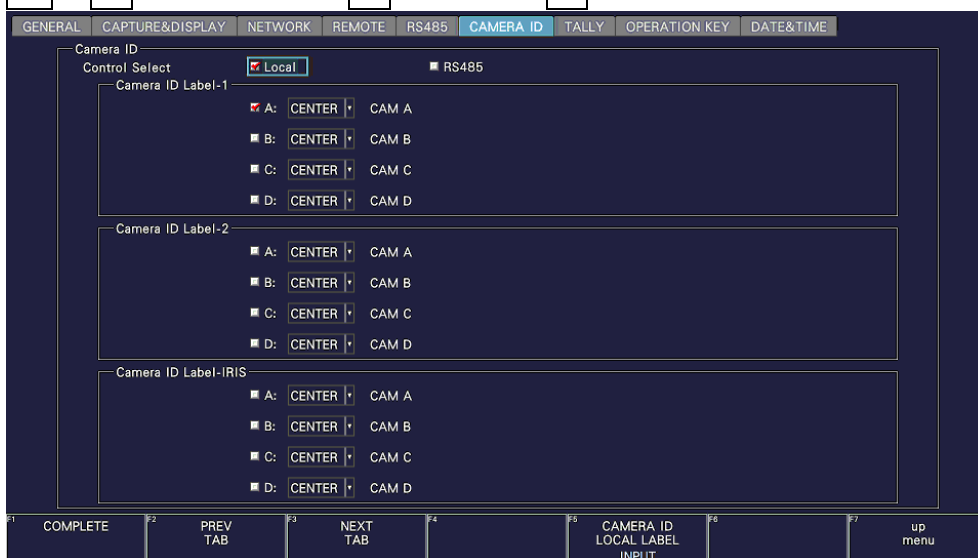 GENERAL CAPTURE&DISPLAY NETWORK REMOTE RS485 CAMERA ID TALLY OPERATION KEY DATE&TIME
Camera ID
Control Select Local RS485
Camera ID Label-1
A: CENTER CAM A
B: CENTER CAM B
C: CENTER CAM C
D: CENTER CAM D
Camera ID Label-2
A: CENTER CAM A
B: CENTER CAM B
C: CENTER CAM C
D: CENTER CAM D
Camera ID Label-IRIS
A: CENTER CAM A
B: CENTER CAM B
C: CENTER CAM C
D: CENTER CAM D
F1 COMPLETE F2 PREV F3 NEXT F4 F5 CAMERA ID F6 F7 up
TAB TAB LOCAL LABEL menu
INPUT